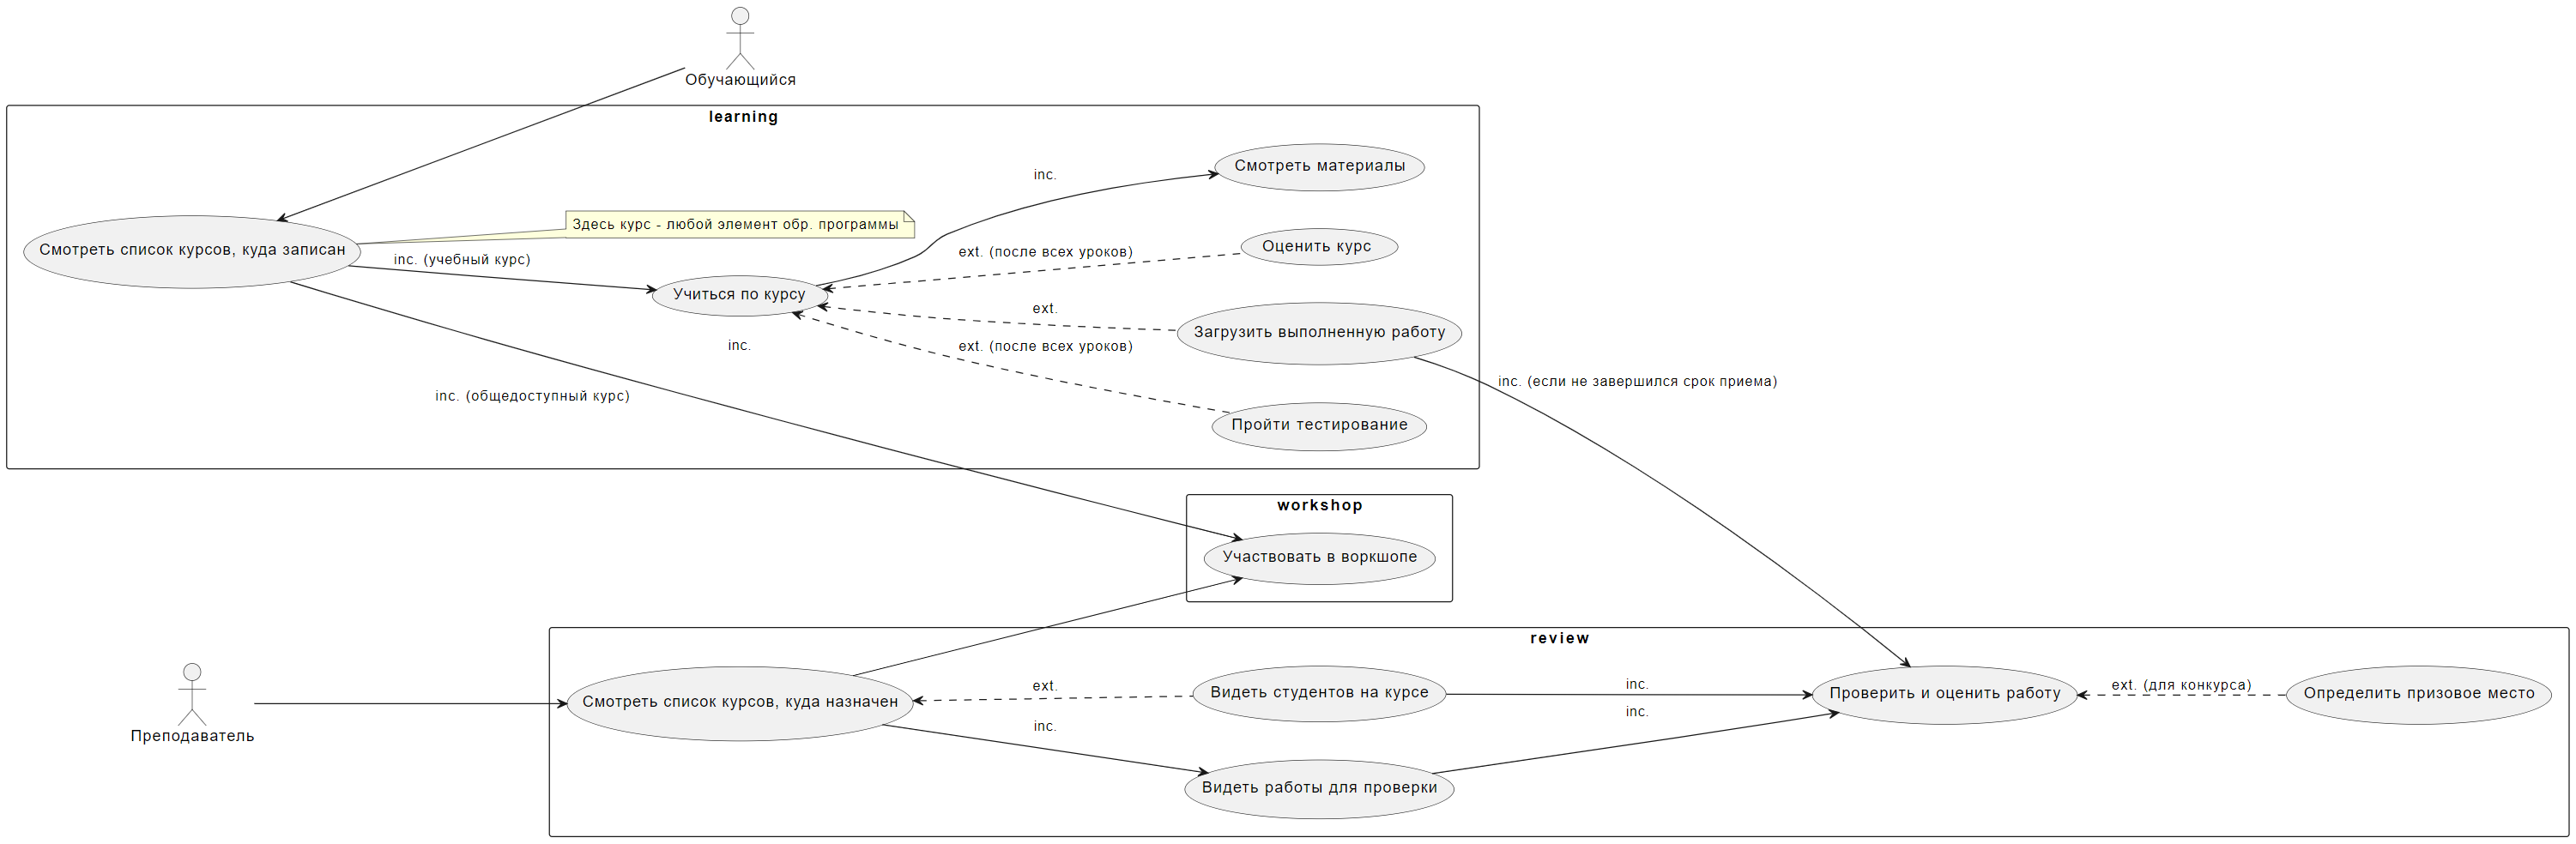 Обучающийся
learning
Смотреть материалы
inc.
Здесь курс - любой элемент обр. программы
Смотреть список курсов, куда записан
inc. (учебный курс)
ext. (после всех уроков)
Оценить курс
Учиться по курсу
ext.
Загрузить выполненную работу
inc.
ext. (после всех уроков)
inc. (если не завершился срок приема)
inc. (общедоступный курс)
Пройти тестирование
workshop
Участвовать в воркшопе
review
Преподаватель
Смотреть список курсов, куда назначен
ext.
Видеть студентов на курсе
inc.
Проверить и оценить работу
ext. (для конкурса)
Определить призовое место
inc.
inc.
Видеть работы для проверки